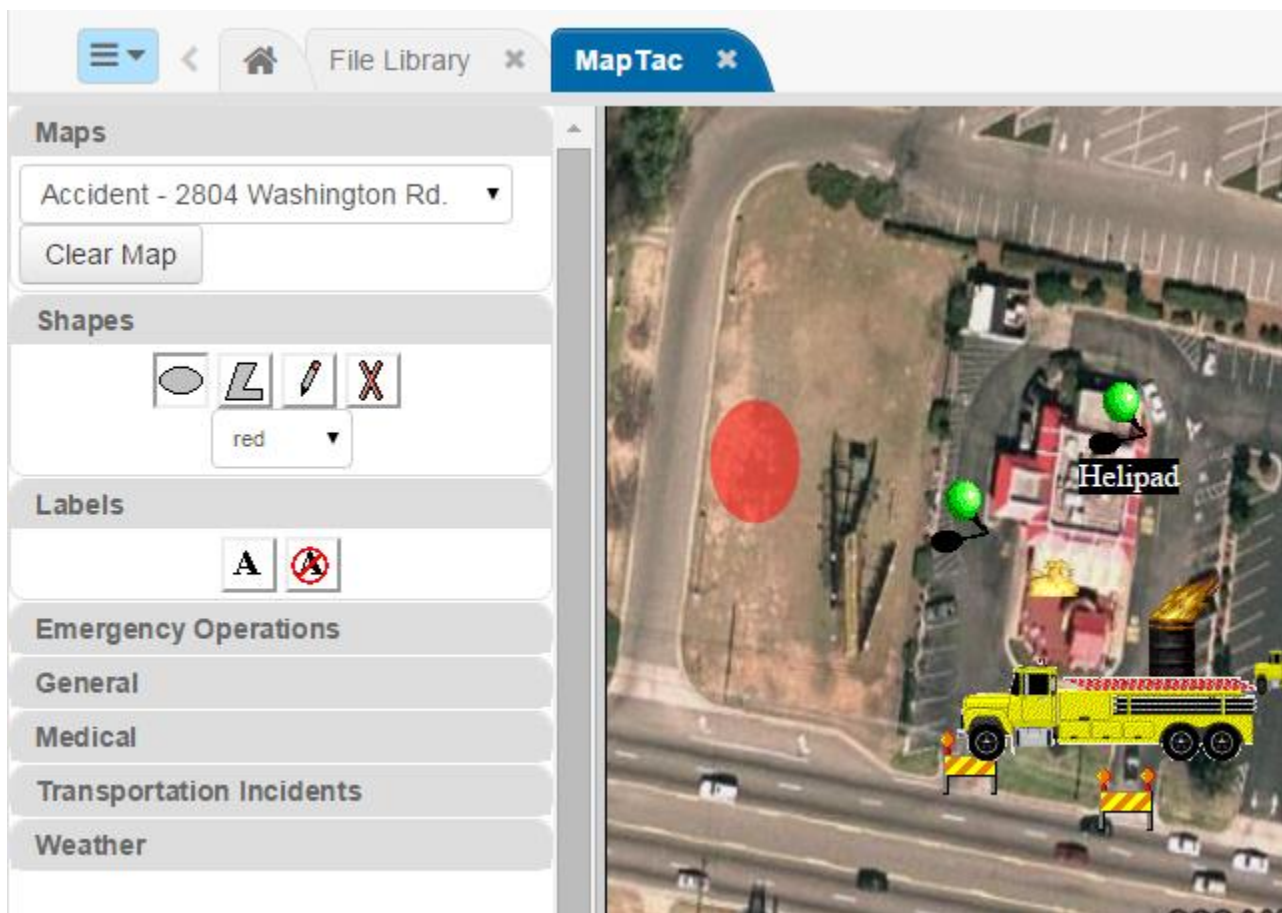 File Library
MapTac
Maps
Accident - 2804 Washington Rd.
Clear Map
Shapes
red
Labels
A
A
Emergency Operations
General
Medical
Transportation Incidents
Weather
Helipad